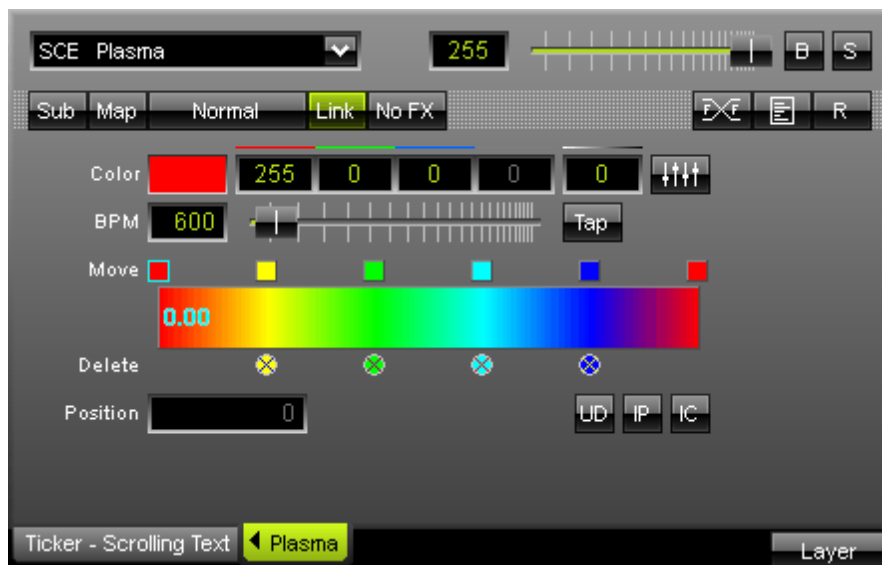 SCE Plasma 255 B S
Sub Map Normal Link No FX FXF R
Color 255 0 0 0 0
BPM 600 Tap
Move
0.00
Delete
Position 0 UD IP IC
Ticker - Scrolling Text Plasma Layer